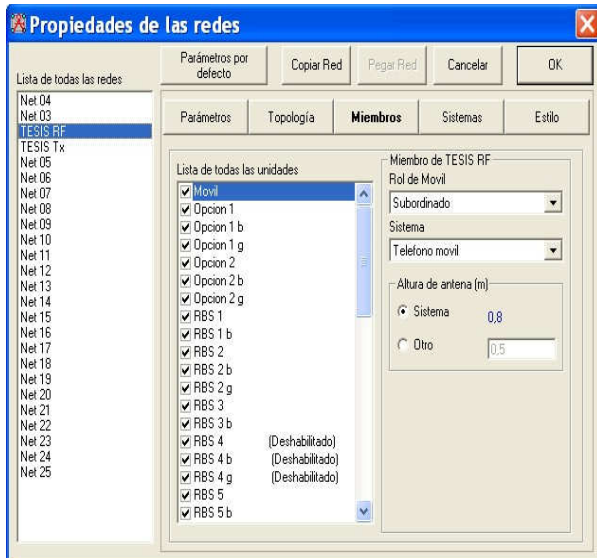 Propiedades de las redes
Parámetros por defecto
Copiar Red
Pegar Red
Cancelar
OK
Lista de todas las redes
Net 04
Net 03
TESIS RF
TESIS Tx
Net 05
Net 06
Net 07
Net 08
Net 09
Net 10
Net 11
Net 12
Net 13
Net 14
Net 15
Net 16
Net 17
Net 18
Net 19
Net 20
Net 21
Net 22
Net 23
Net 24
Net 25
Parámetros
Topología
Miembros
Sistemas
Estilo
Lista de todas las unidades
Movil
Opcion 1
Opcion 1 b
Opcion 1 g
Opcion 2
Opcion 2 b
Opcion 2 g
RBS 1
RBS 1 b
RBS 2
RBS 2 b
RBS 2 g
RBS 3
RBS 3 b
RBS 4 (Deshabilitado)
RBS 4 b (Deshabilitado)
RBS 4 g (Deshabilitado)
RBS 5
RBS 5 b
Miembro de TESIS RF
Rol de Movil
Subordinado
Sistema
Telefono movil
Altura de antena (m)
Sistema 0,8
Otro 0,5